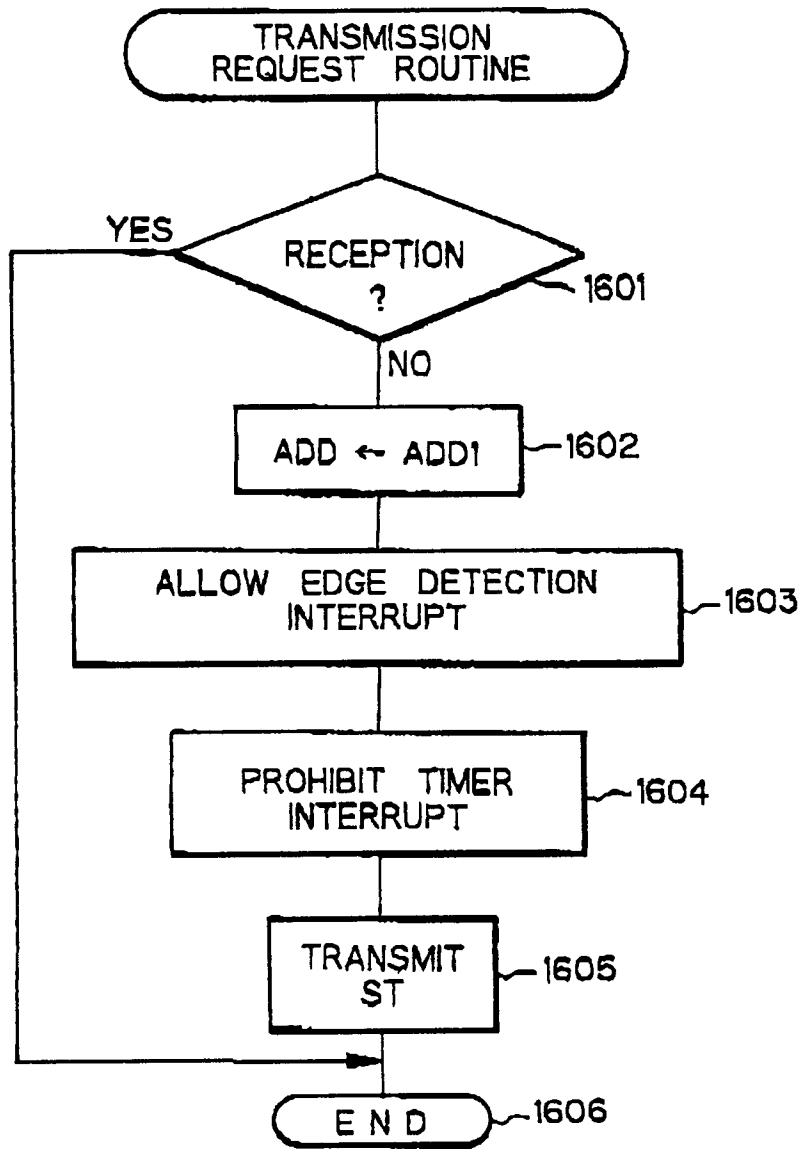 TRANSMISSION
REQUEST ROUTINE
YES
RECEPTION
?
1601
NO
ADD ← ADD1
1602
ALLOW EDGE DETECTION
INTERRUPT
1603
PROHIBIT TIMER
INTERRUPT
1604
TRANSMIT
ST
1605
END
1606